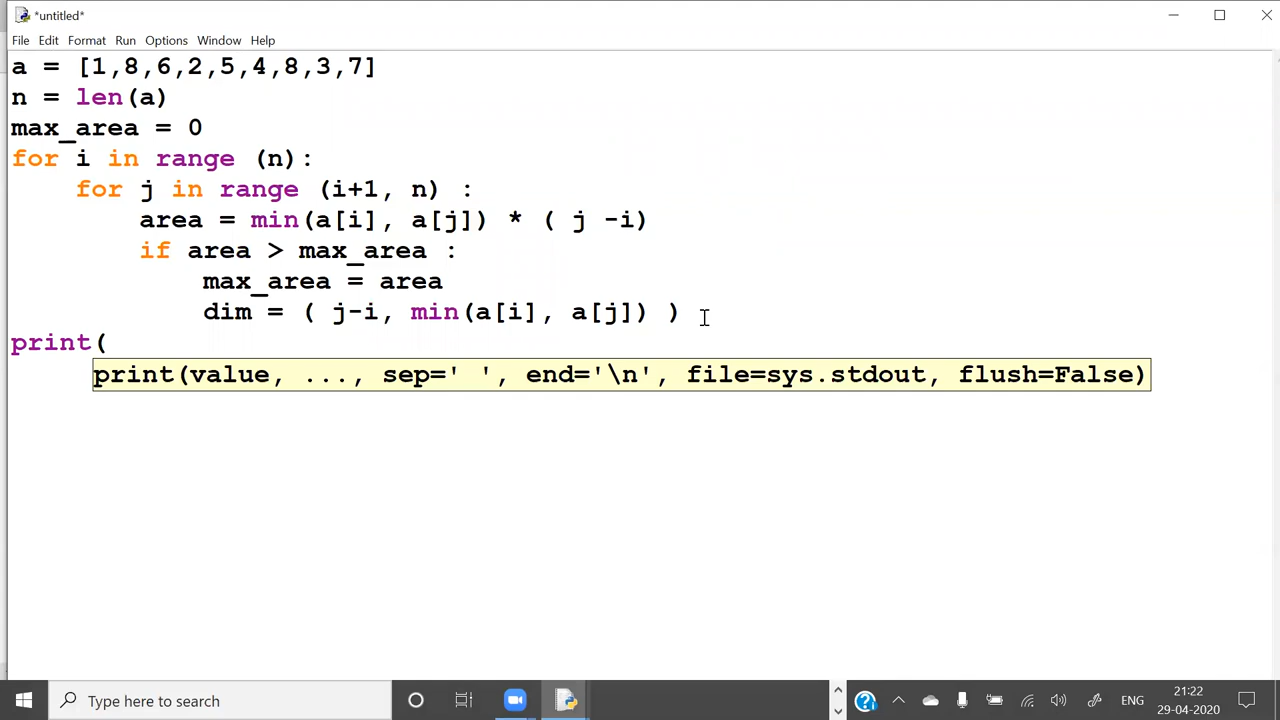 *untitled*
File Edit Format Run Options Window Help
a = [1,8,6,2,5,4,8,3,7]
n = len(a)
max_area = 0
for i in range (n):
    for j in range (i+1, n) :
        area = min(a[i], a[j]) * ( j -i)
        if area > max_area :
            max_area = area
            dim = ( j-i, min(a[i], a[j]) )
print(
print(value, ..., sep=' ', end='\n', file=sys.stdout, flush=False)
Type here to search
ENG
21:22
29-04-2020